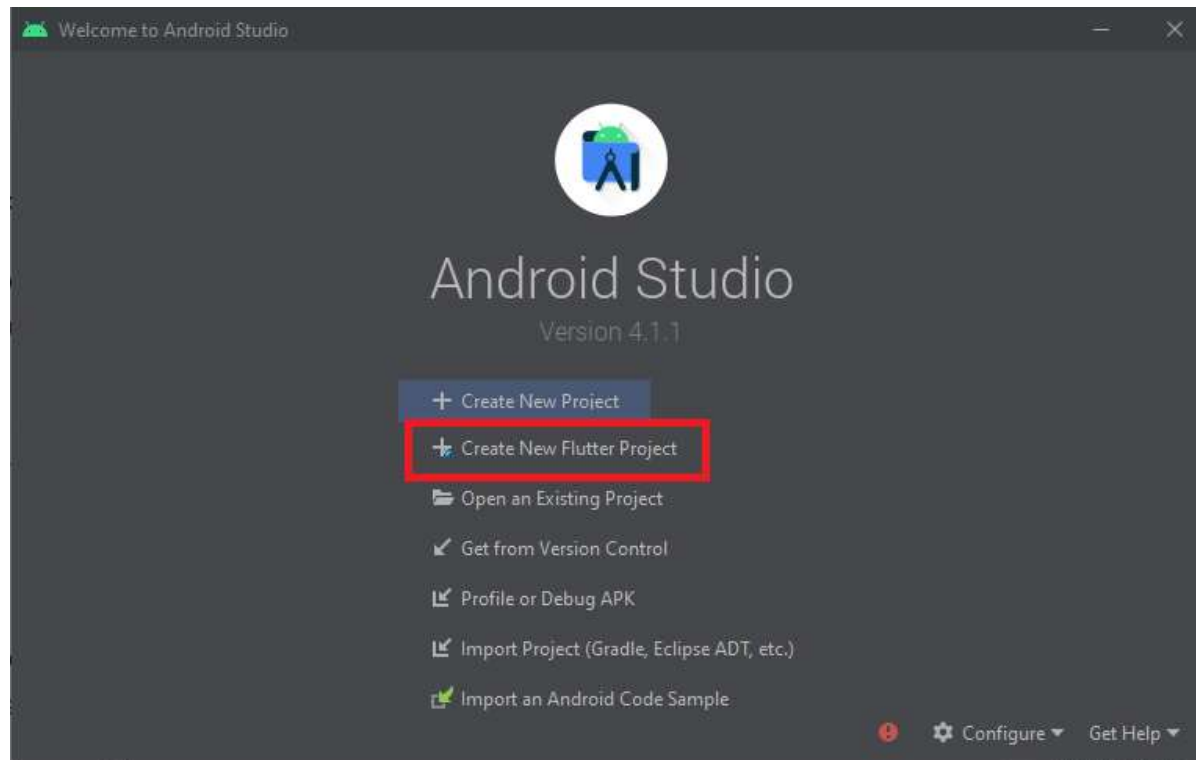 Welcome to Android Studio
Android Studio
Version 4.1.1
Create New Project
Create New Flutter Project
Open an Existing Project
Get from Version Control
Profile or Debug APK
Import Project (Gradle, Eclipse ADT, etc.)
Import an Android Code Sample
Configure Get Help